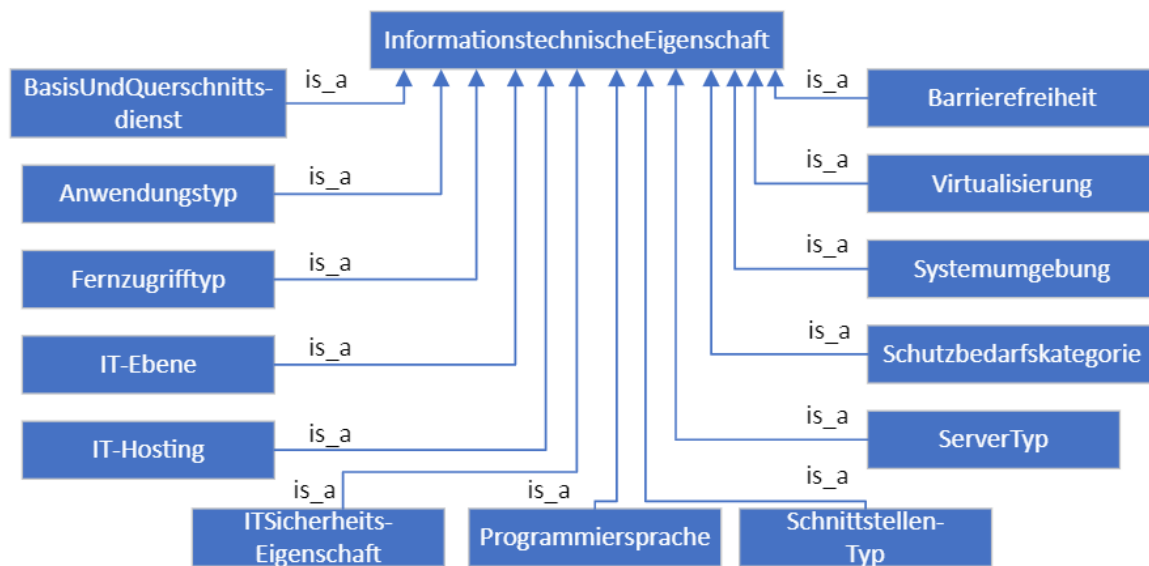 InformationstechnischeEigenschaft
BasisUndQuerschnitts-
dienst
is_a
is_a
Barrierefreiheit
Anwendungstyp
is_a
is_a
Virtualisierung
Fernzugrifftyp
is_a
is_a
Systemumgebung
IT-Ebene
is_a
is_a
Schutzbedarfskategorie
IT-Hosting
is_a
is_a
ServerTyp
is_a
is_a
is_a
ITSicherheits-
Eigenschaft
Programmiersprache
Schnittstellen-
Typ